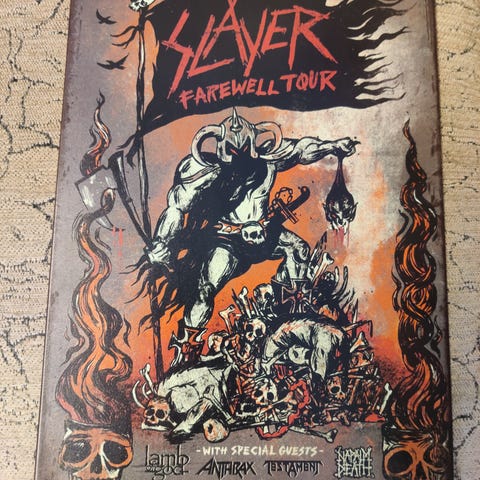 SLAYER
FAREWELL TOUR
-WITH SPECIAL GUESTS-
lamb of god ANTHRAX TESTAMENT NAPALM DEATH